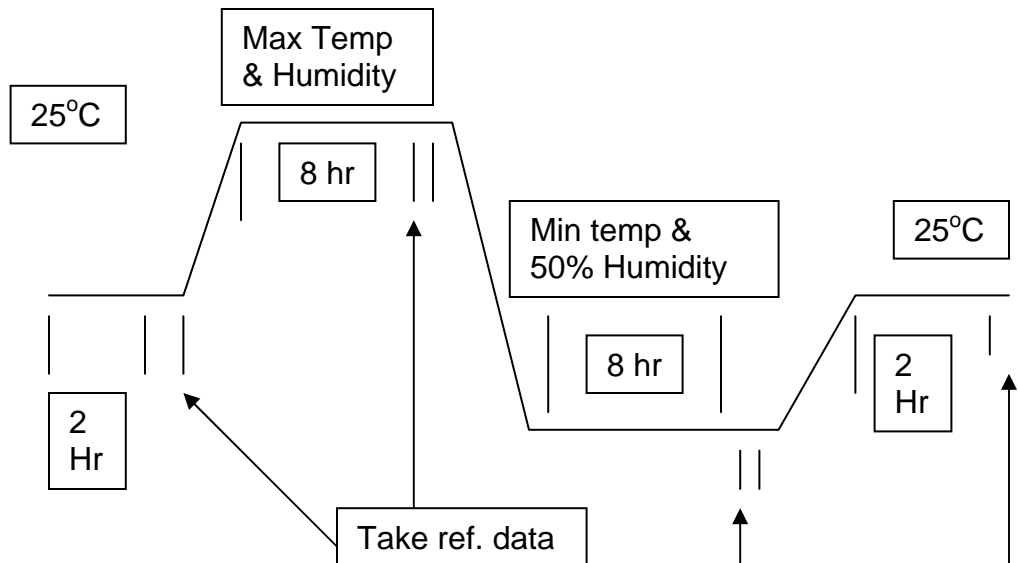 Max Temp
& Humidity
25°C
8 hr
Min temp &
50% Humidity
25°C
8 hr
2
Hr
2
Hr
Take ref. data